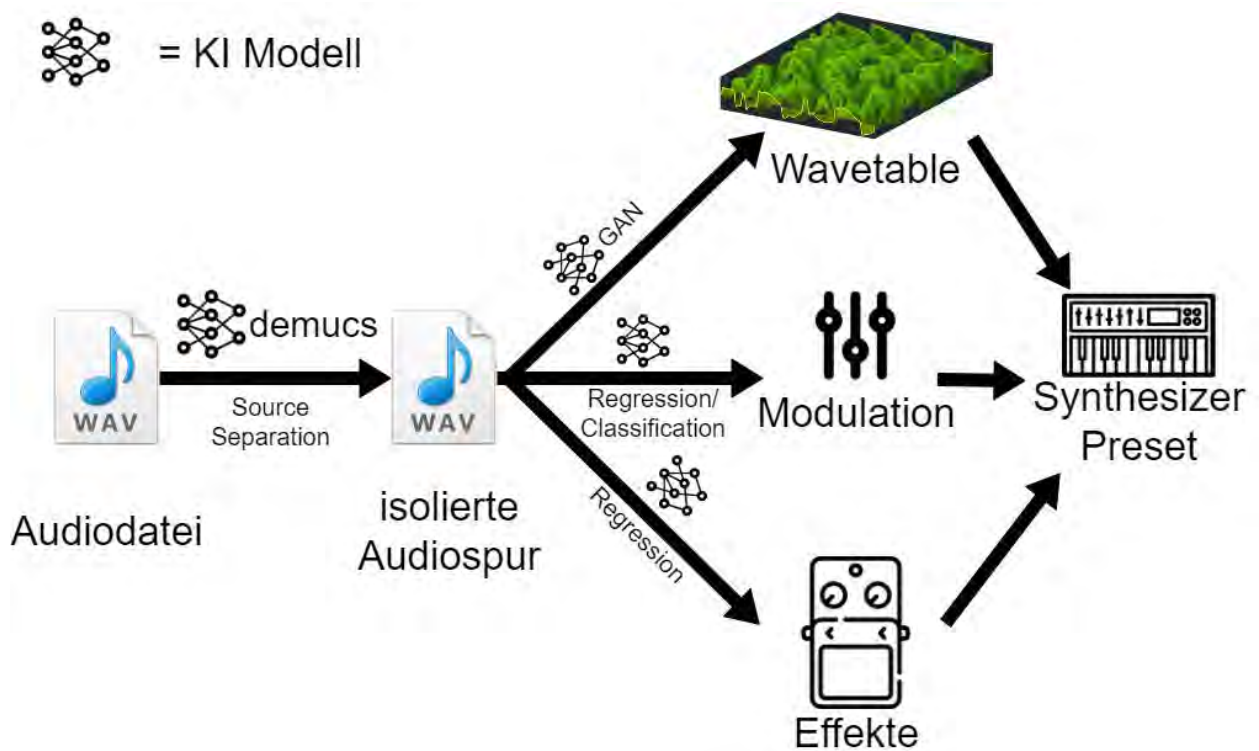 = KI Modell
Wavetable
GAN
demucs
WAV
Source
Separation
WAV
Regression/
Classification
Modulation
Synthesizer
Preset
Audiodatei
isolierte
Audiospur
Regression
Effekte